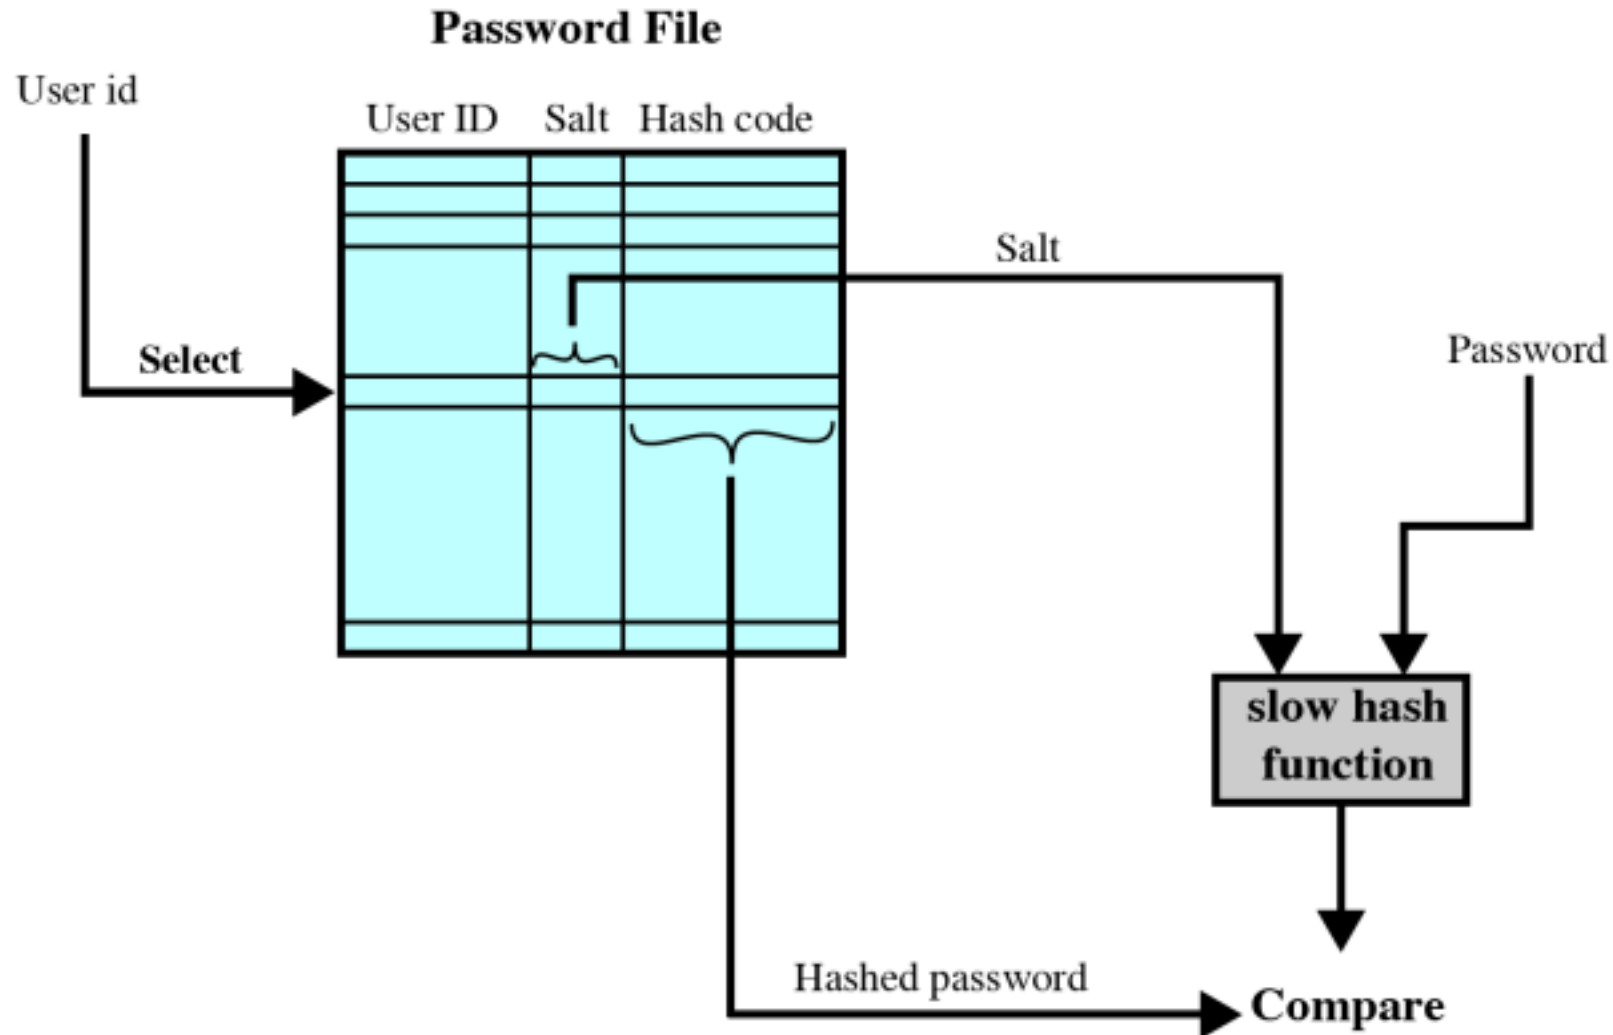 Password File
User id
User ID Salt Hash code
Salt
Password
Select
slow hash
function
Hashed password
Compare